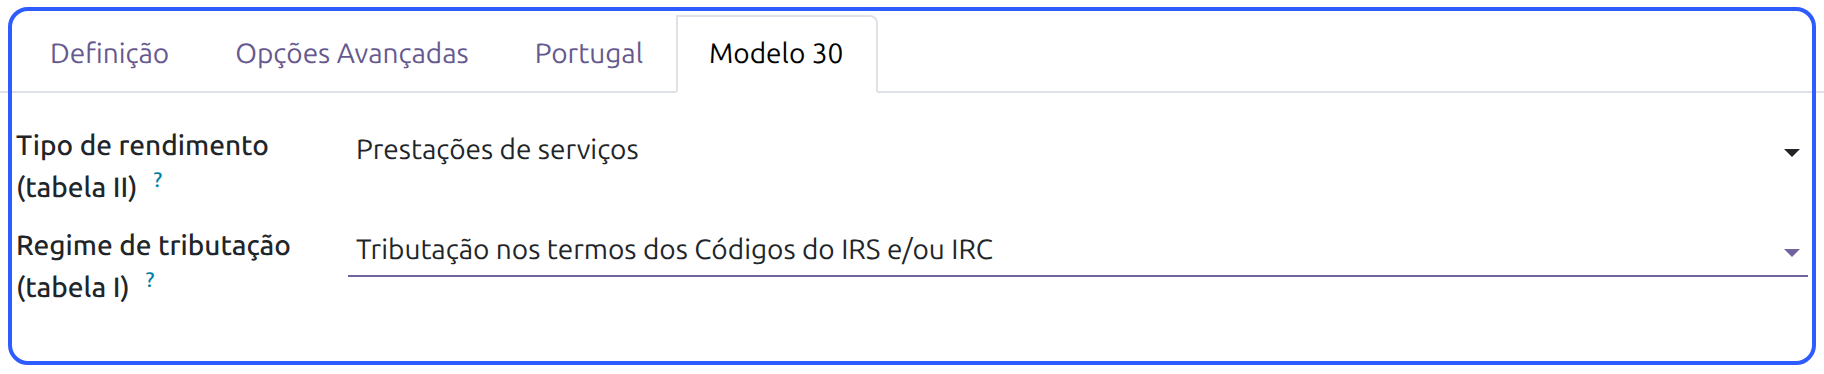 Definição Opções Avançadas Portugal Modelo 30
Tipo de rendimento
(tabela II) ?
Prestações de serviços
Regime de tributação
(tabela I) ?
Tributação nos termos dos Códigos do IRS e/ou IRC